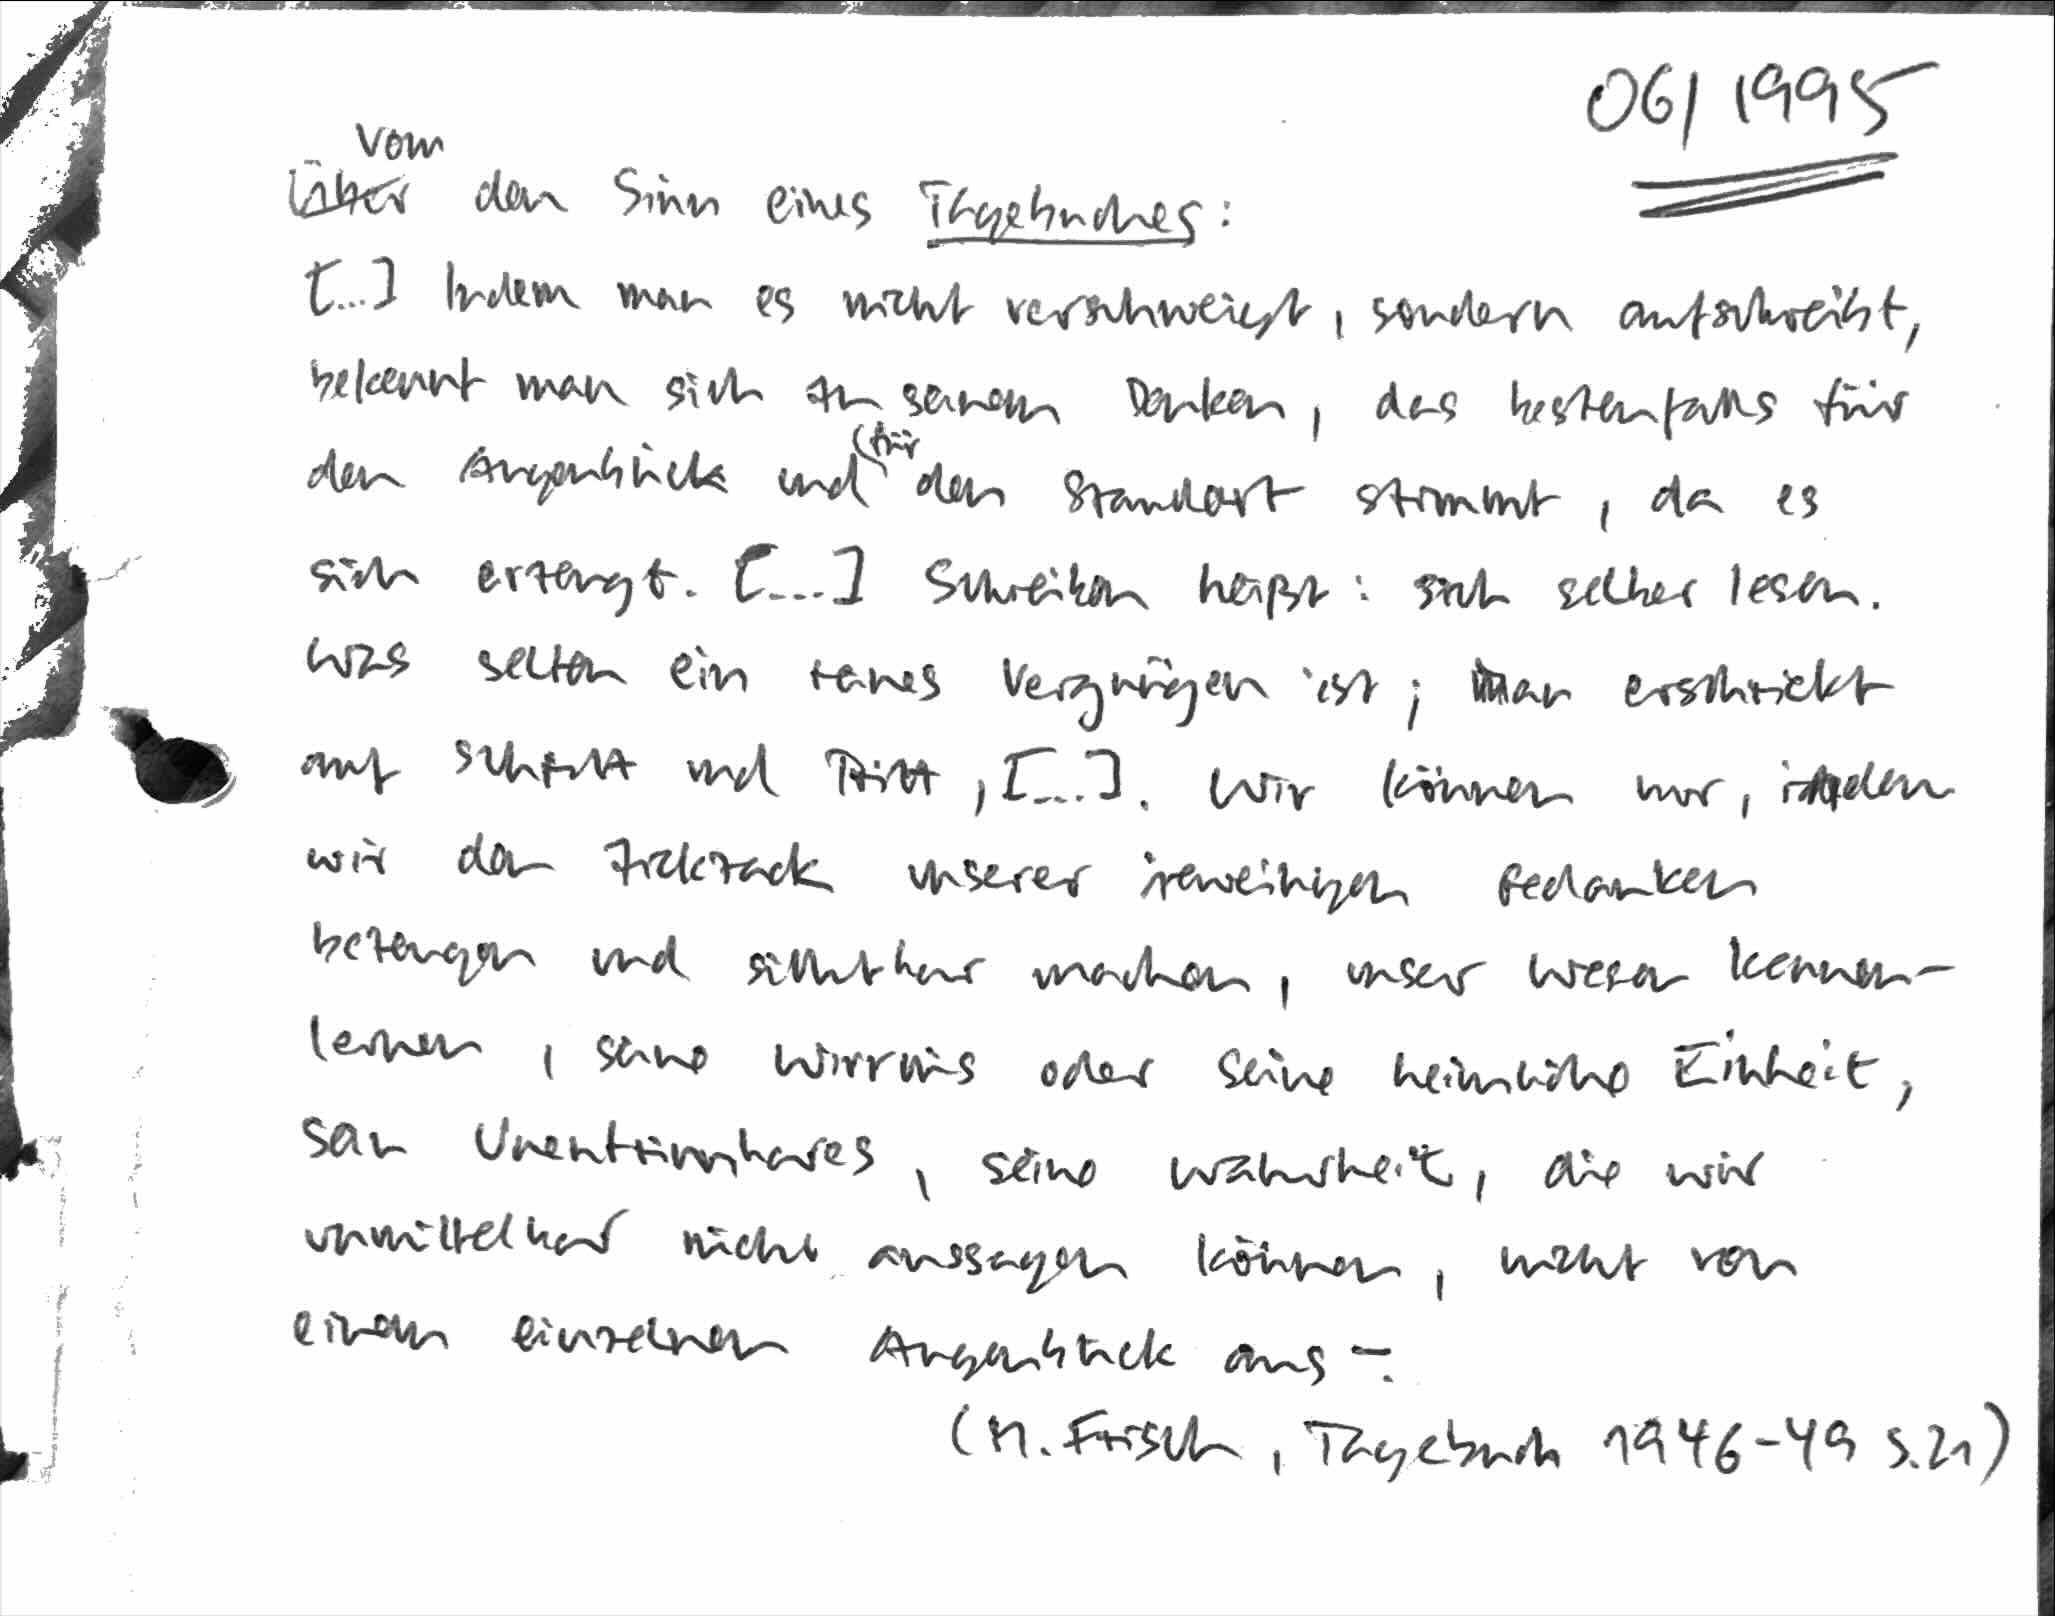 06/1995
vom
Über den Sinn eines Tagebuches:
[...] Indem man es nicht verschweigt, sondern aufschreibt,
bekennt man sich zu seinem Denken, das bestenfalls für
(für
den Augenblick und den Standort stimmt, da es
sich erzeugt. [....] Schreiben heißt: sich selber lesen.
Was selten ein reines Vergnügen ist; man erschrickt
auf Schritt und Tritt, [...]. Wir können nur, indem
wir den Zickzack unserer jeweiligen Gedanken
bezeugen und sichtbar machen, unser Wesen kennen-
lernen, seine Wirrnis oder seine heimliche Einheit,
sein Unentrinnbares, seine Wahrheit, die wir
unmittelbar nicht aussagen können, nicht von
einem einzelnen Augenblick aus -.
(M. Frisch, Tagebuch 1946-49 S.21)